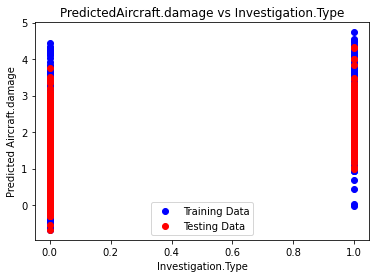 PredictedAircraft.damage vs Investigation.Type
5
4
3
2
1
0
Predicted Aircraft.damage
Training Data
Testing Data
0.0 0.2 0.4 0.6 0.8 1.0
Investigation.Type